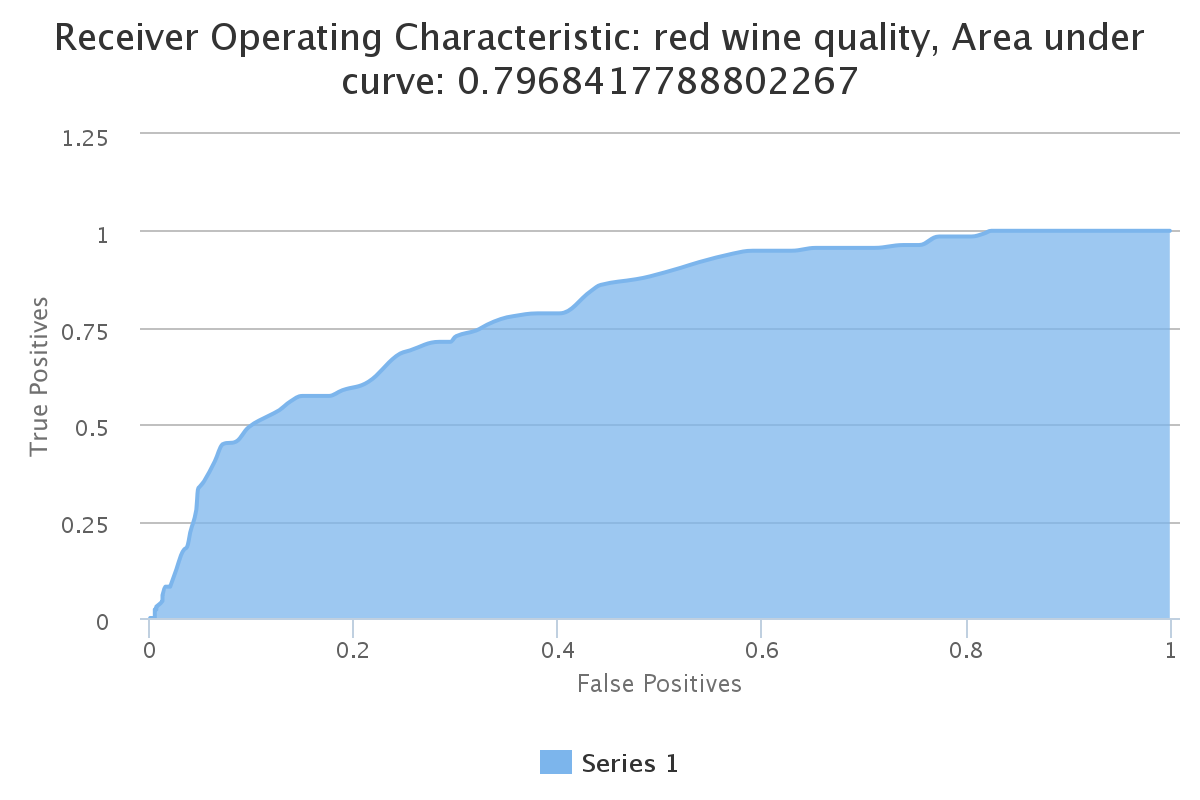 Receiver Operating Characteristic: red wine quality, Area under
curve: 0.7968417788802267
1.25
1
0.75
0.5
0.25
0
True Positives
0 0.2 0.4 0.6 0.8 1
False Positives
Series 1